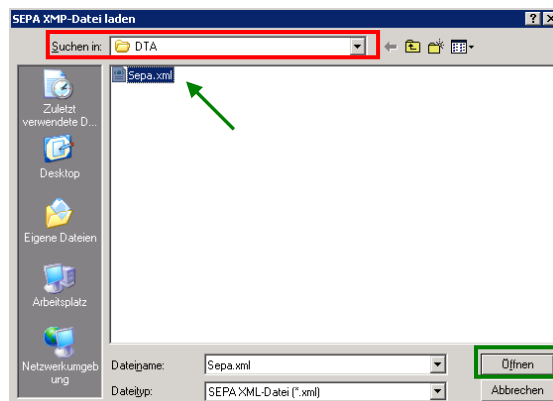 SEPA XMP-Datei laden
Suchen in: DTA
Sepa.xml
Zuletzt
verwendete D...
Desktop
Eigene Dateien
Arbeitsplatz
Netzwerkumgeb
ung
Dateiname: Sepa.xml Öffnen
Dateityp: SEPA XML-Datei (*.xml) Abbrechen